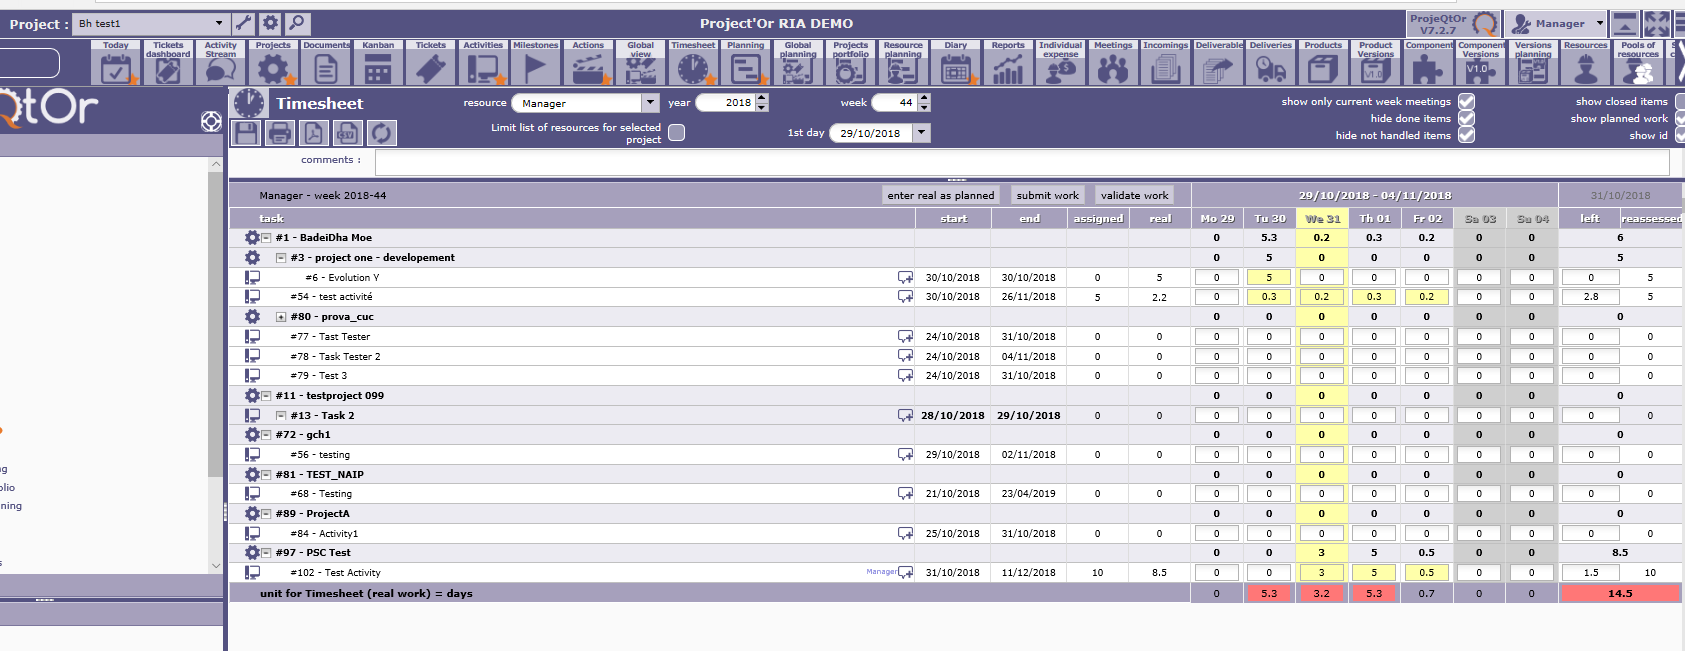 Project : Bh test1 Project'Or RIA DEMO ProjeQtOr V7.2.7 Manager
Today Tickets dashboard Activity Stream Projects Documents Kanban Tickets Activities Milestones Actions Global view Timesheet Planning Global planning Projects portfolio Resource planning Diary Reports Individual expense Meetings Incomings Deliverable Deliveries Products Product Versions Component Component Versions Versions planning Resources Pools of resources
V1.0 V1.0
QtOr
Timesheet resource Manager year 2018 week 44 show only current week meetings show closed items
hide done items show planned work
Limit list of resources for selected project 1st day 29/10/2018 hide not handled items show id
CSV
comments :
Manager - week 2018-44 enter real as planned submit work validate work 29/10/2018 - 04/11/2018 31/10/2018
task start end assigned real Mo 29 Tu 30 We 31 Th 01 Fr 02 Sa 03 Su 04 left reassessed
#1 - BadeiDha Moe 0 5.3 0.2 0.3 0.2 0 0 6
#3 - project one - developement 0 5 0 0 0 0 0 5
#6 - Evolution Y 30/10/2018 30/10/2018 0 5 0 5 0 0 0 0 0 0 5
#54 - test activité 30/10/2018 26/11/2018 5 2.2 0 0.3 0.2 0.3 0.2 0 0 2.8 5
#80 - prova_cuc 0 0 0 0 0 0 0 0
#77 - Tast Tester 24/10/2018 31/10/2018 0 0 0 0 0 0 0 0 0 0 0
#78 - Task Tester 2 24/10/2018 04/11/2018 0 0 0 0 0 0 0 0 0 0 0
#79 - Test 3 24/10/2018 31/10/2018 0 0 0 0 0 0 0 0 0 0 0
#11 - testproject 099 0 0 0 0 0 0 0 0
#13 - Task 2 28/10/2018 29/10/2018 0 0 0 0 0 0 0 0 0 0 0
#72 - gch1 0 0 0 0 0 0 0 0
#56 - testing 29/10/2018 02/11/2018 0 0 0 0 0 0 0 0 0 0 0
ng
#81 - TEST_NAIP 0 0 0 0 0 0 0 0
olio
#68 - Testing 21/10/2018 23/04/2019 0 0 0 0 0 0 0 0 0 0 0
ning
#89 - ProjectA 0 0 0 0 0 0 0 0
#84 - Activity1 25/10/2018 31/10/2018 0 0 0 0 0 0 0 0 0 0 0
#97 - PSC Test 0 0 3 5 0.5 0 0 8.5
s
#102 - Test Activity Manager 31/10/2018 11/12/2018 10 8.5 0 0 3 5 0.5 0 0 1.5 10
unit for Timesheet (real work) = days 0 5.3 3.2 5.3 0.7 0 0 14.5